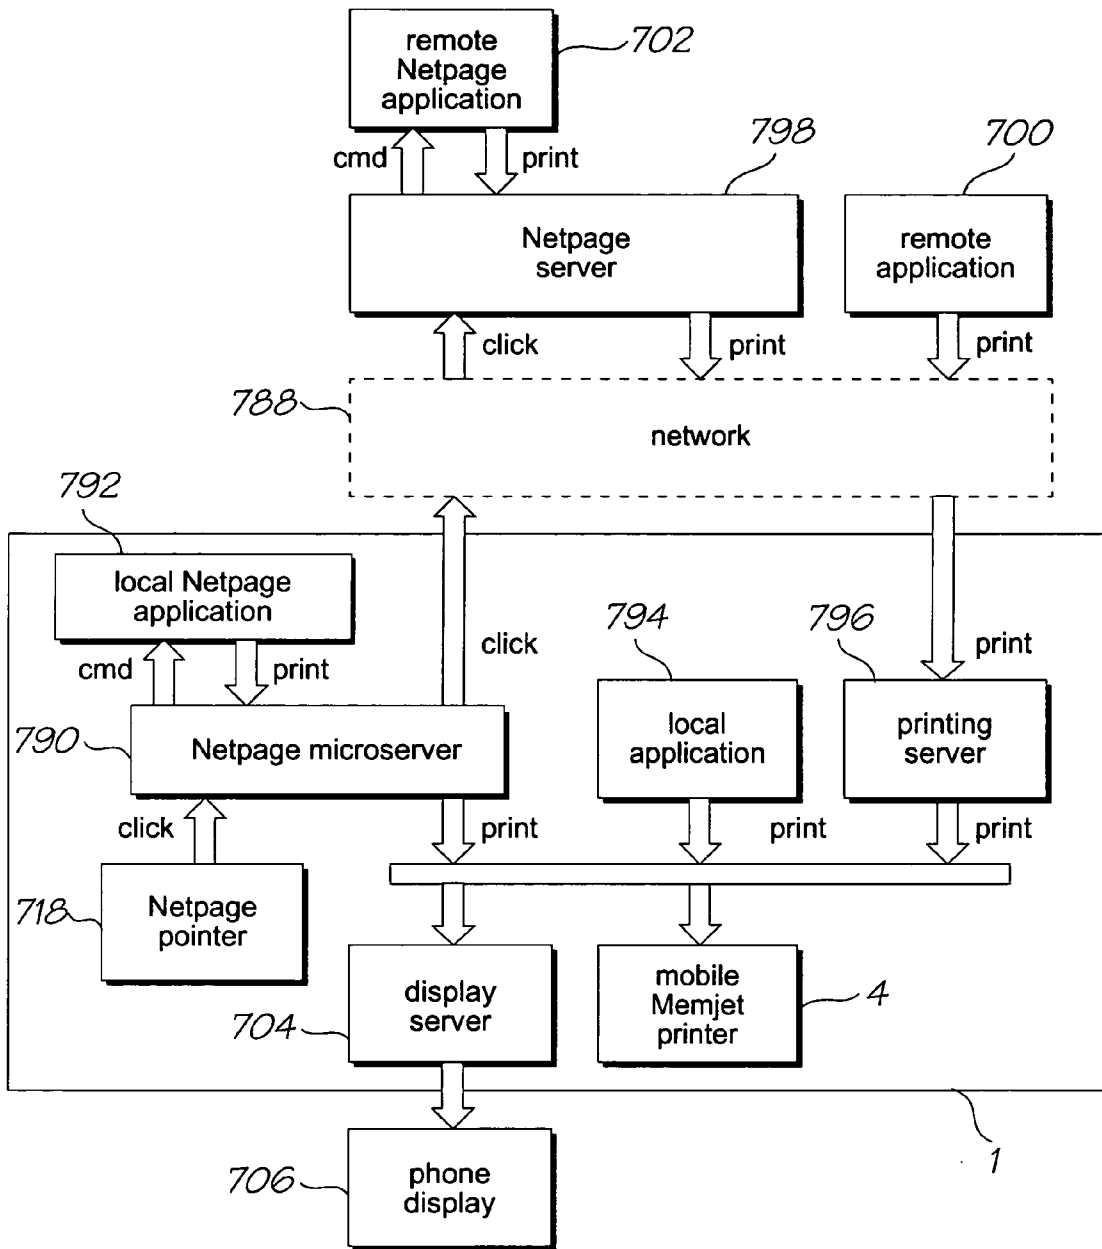 remote
Netpage
application
702
cmd
print
798
700
Netpage
server
remote
application
click
print
print
788
network
792
local Netpage
application
cmd
print
click
794
796
print
790
Netpage microserver
local
application
printing
server
click
print
print
print
718
Netpage
pointer
display
server
704
mobile
Memjet
printer
4
706
phone
display
1